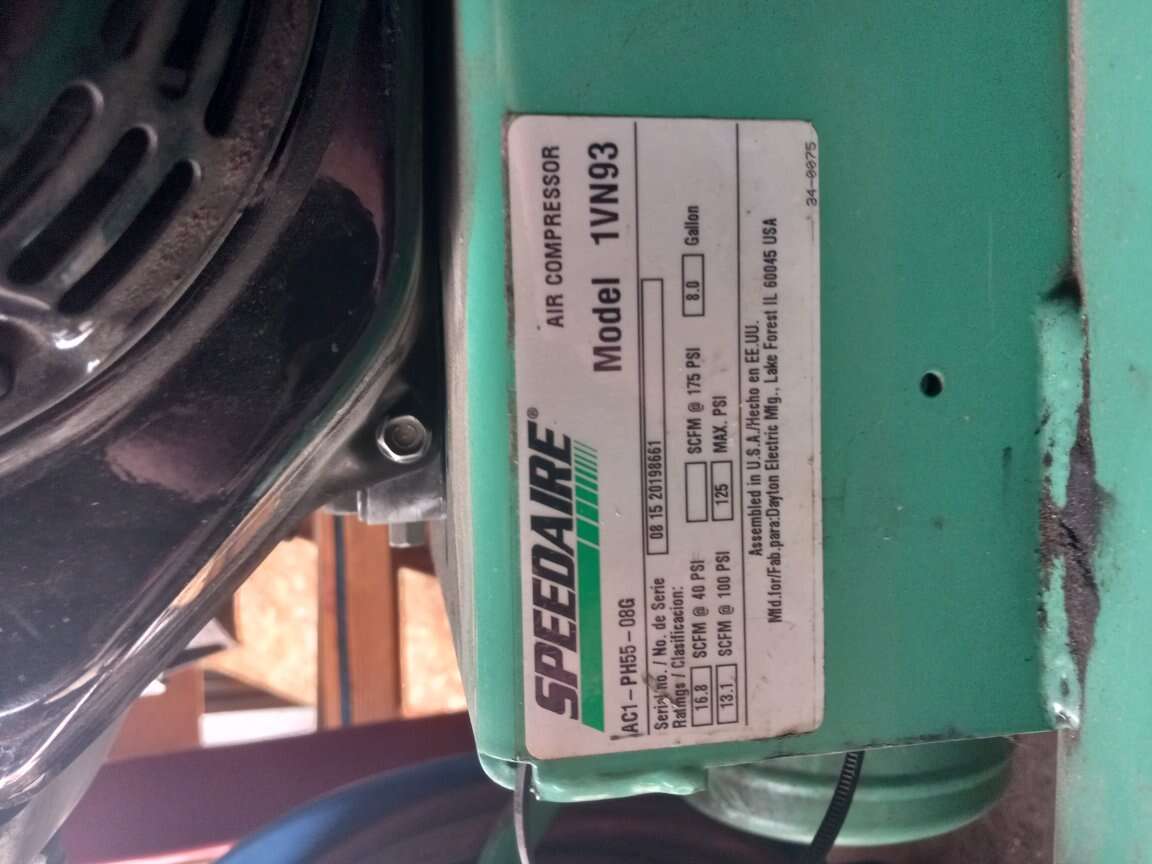 SPEEDAIRE®
AIR COMPRESSOR
AC1-PH55-08G
Model 1VN93
Serial no. / No. de Serie 08 15 20198661
Ratings / Clasificacion:
16.8 SCFM @ 40 PSI SCFM @ 175 PSI 8.0 Gallon
13.1 SCFM @ 100 PSI 125 MAX. PSI
Assembled in U.S.A./Hecho en EE.UU.
Mfd.for/Fab.para:Dayton Electric Mfg., Lake Forest IL 60045 USA
34-0075